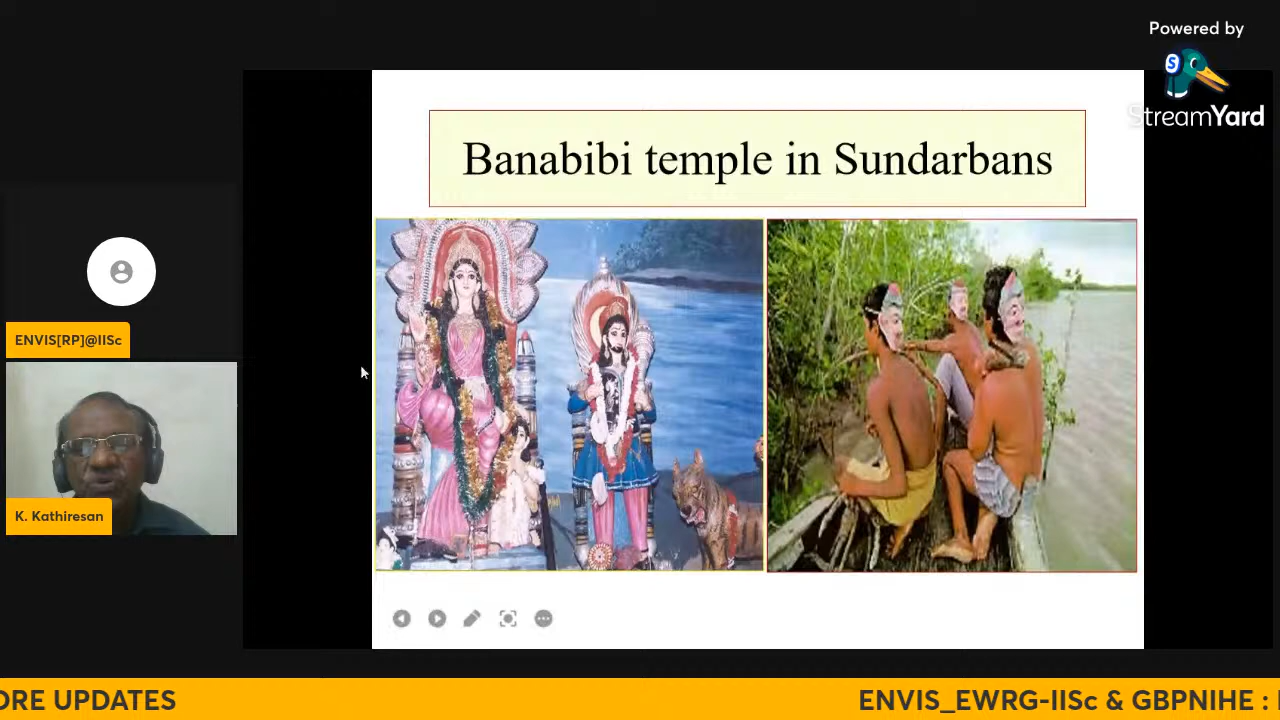 Powered by
S
StreamYard
Banabibi temple in Sundarbans
ENVIS[RP]@IISc
K. Kathiresan
ORE UPDATES
ENVIS_EWRG-IISc & GBPNIHE :